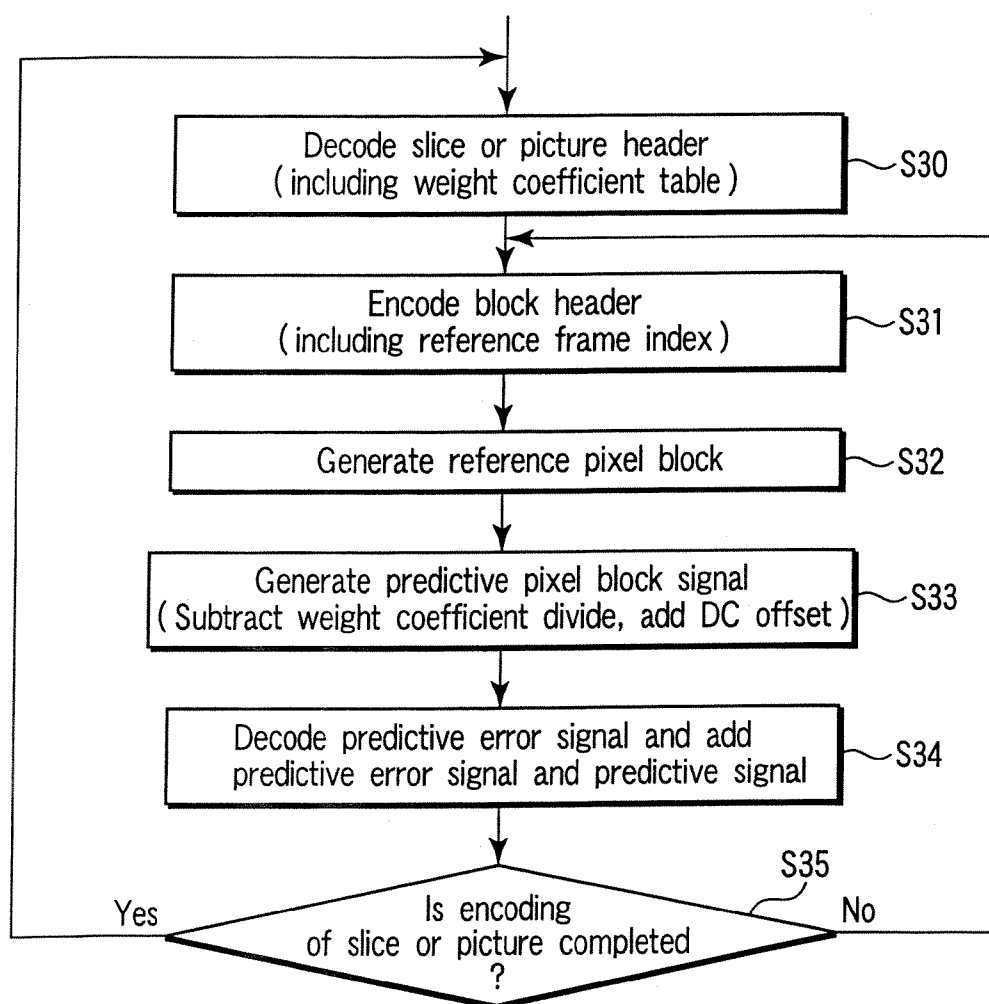 Decode slice or picture header
(including weight coefficient table)
S30
Encode block header
(including reference frame index)
S31
Generate reference pixel block
S32
Generate predictive pixel block signal
(Subtract weight coefficient divide, add DC offset)
S33
Decode predictive error signal and add
predictive error signal and predictive signal
S34
S35
Yes
Is encoding
of slice or picture completed
?
No